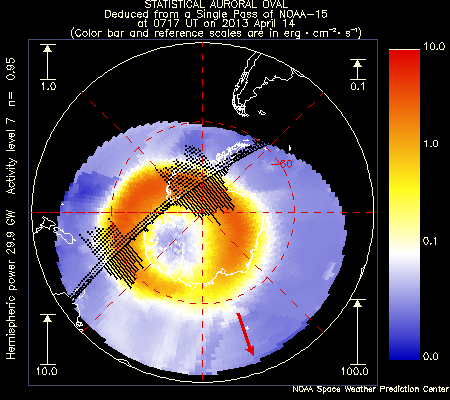 STATISTICAL AURORAL OVAL
Deduced from a Single Pass of NOAA-15
at 0717 UT on 2013 April 14
(Color bar and reference scales are in erg·cm⁻²·s⁻¹)
Hemispheric power 29.9 GW Activity level 7 n= 0.95
1.0
0.1
10.0
100.0
-60
10.0
1.0
0.1
0.0
NOAA Space Weather Prediction Center